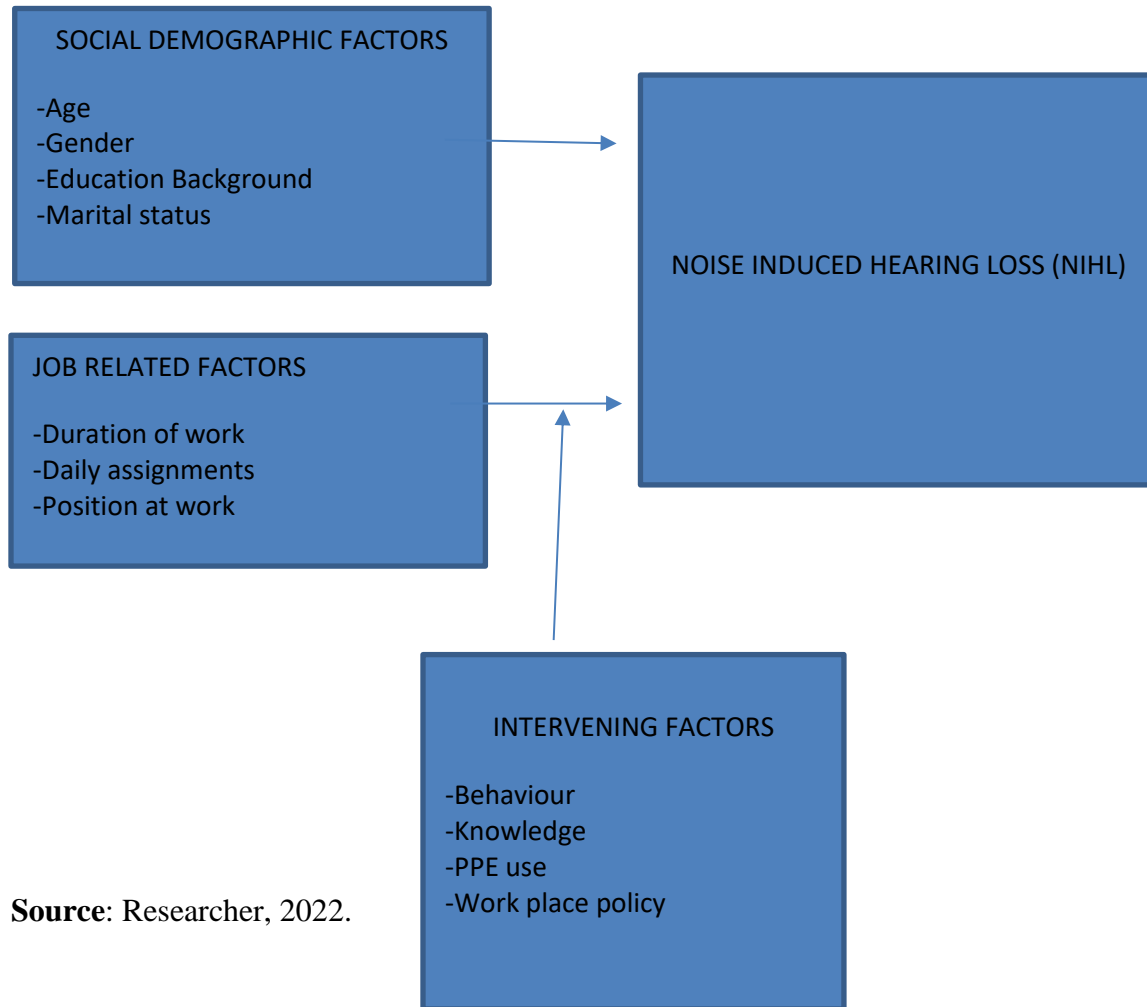 SOCIAL DEMOGRAPHIC FACTORS
-Age
-Gender
-Education Background
-Marital status
NOISE INDUCED HEARING LOSS (NIHL)
JOB RELATED FACTORS
-Duration of work
-Daily assignments
-Position at work
INTERVENING FACTORS
-Behaviour
-Knowledge
-PPE use
-Work place policy
Source: Researcher, 2022.